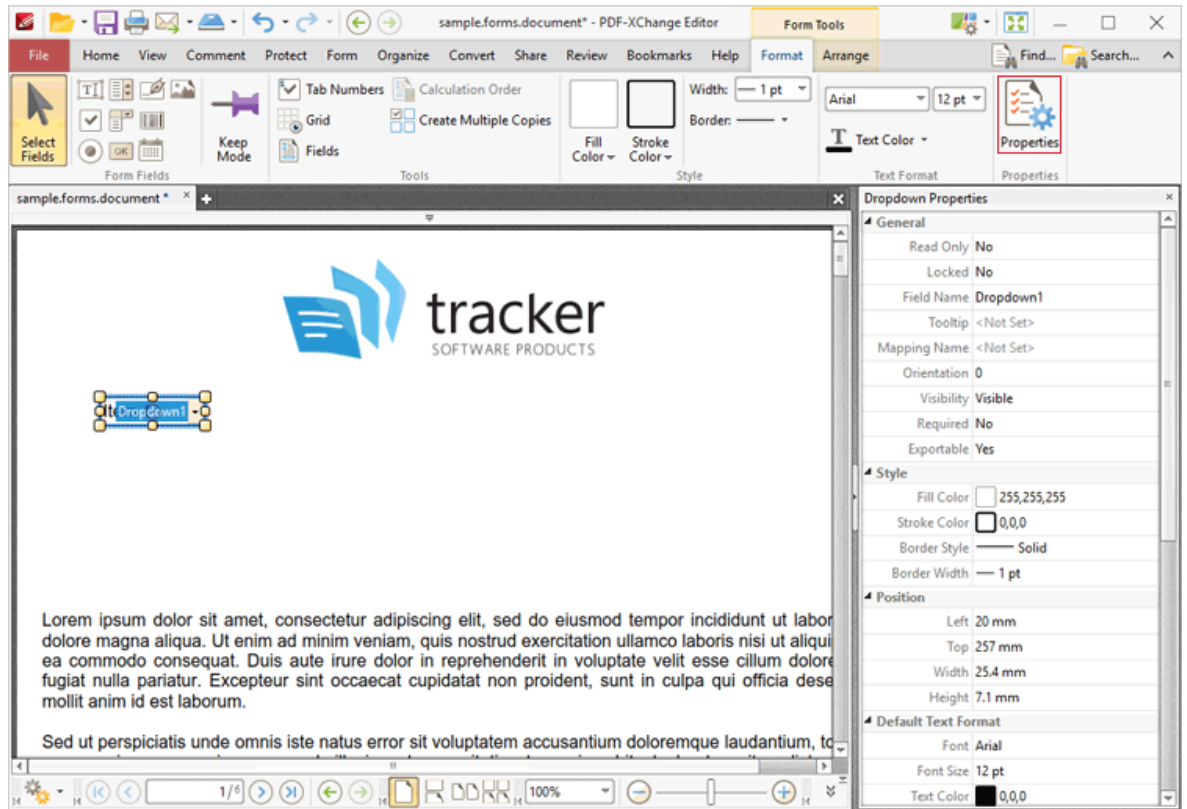 sample.forms.document* - PDF-XChange Editor
Form Tools
File Home View Comment Protect Form Organize Convert Share Review Bookmarks Help Format Arrange Find... Search...
Select Fields
OK
Keep Mode
Form Fields
Tab Numbers
Grid
Fields
Calculation Order
Create Multiple Copies
Tools
Fill Color
Stroke Color
Width: 1 pt
Border:
Style
Arial 12 pt
Text Color
Text Format
Properties
Properties
sample.forms.document *
tracker
SOFTWARE PRODUCTS
Ite Dropdown1
Lorem ipsum dolor sit amet, consectetur adipiscing elit, sed do eiusmod tempor incididunt ut labor
dolore magna aliqua. Ut enim ad minim veniam, quis nostrud exercitation ullamco laboris nisi ut aliqui
ea commodo consequat. Duis aute irure dolor in reprehenderit in voluptate velit esse cillum dolore
fugiat nulla pariatur. Excepteur sint occaecat cupidatat non proident, sunt in culpa qui officia dese
mollit anim id est laborum.
Sed ut perspiciatis unde omnis iste natus error sit voluptatem accusantium doloremque laudantium, to
1/6
100%
Dropdown Properties
General
Read Only No
Locked No
Field Name Dropdown1
Tooltip <Not Set>
Mapping Name <Not Set>
Orientation 0
Visibility Visible
Required No
Exportable Yes
Style
Fill Color 255,255,255
Stroke Color 0,0,0
Border Style Solid
Border Width 1 pt
Position
Left 20 mm
Top 257 mm
Width 25.4 mm
Height 7.1 mm
Default Text Format
Font Arial
Font Size 12 pt
Text Color 0,0,0